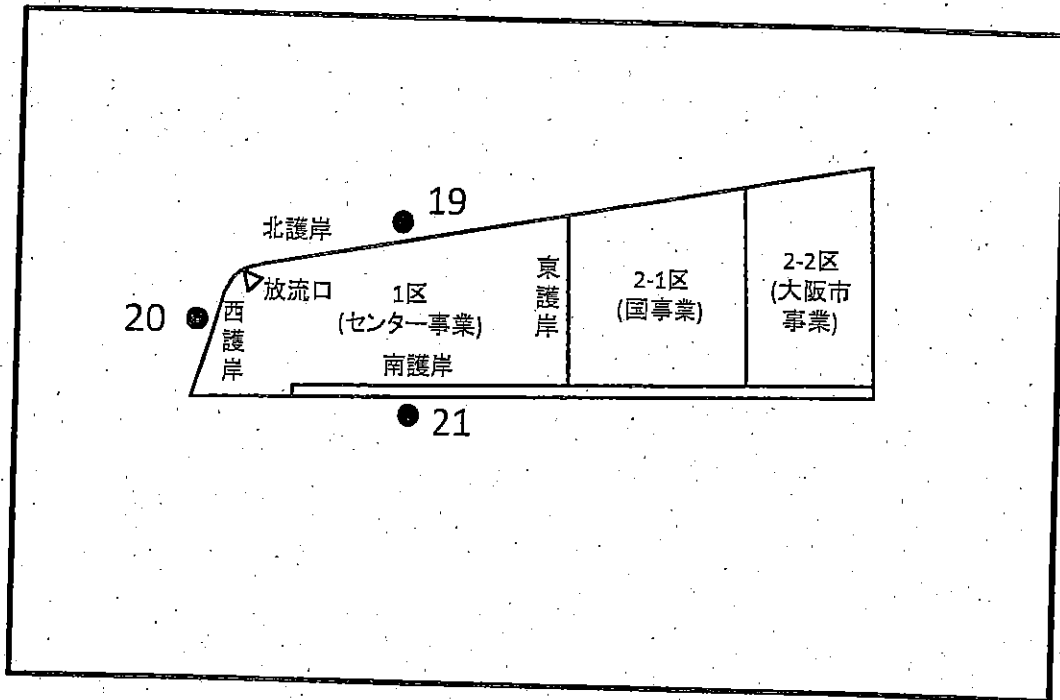 19
北護岸
放流口
20
西護岸
1区
(センター事業)
南護岸
東護岸
2-1区
(国事業)
2-2区
(大阪市
事業)
21